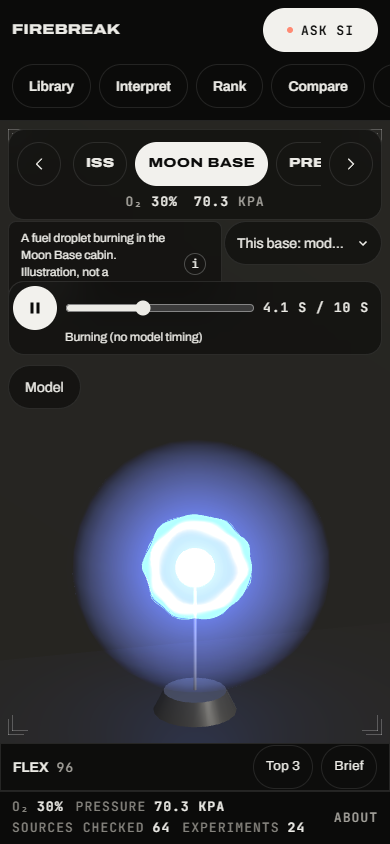 FIREBREAK
ASK SI
Library
Interpret
Rank
Compare
ISS
MOON BASE
PRE
O₂ 30% 70.3 KPA
A fuel droplet burning in the
Moon Base cabin.
Illustration, not a
i
This base: mod...
4.1 S / 10 S
Burning (no model timing)
Model
FLEX 96
Top 3
Brief
O₂ 30% PRESSURE 70.3 KPA
SOURCES CHECKED 64 EXPERIMENTS 24
ABOUT